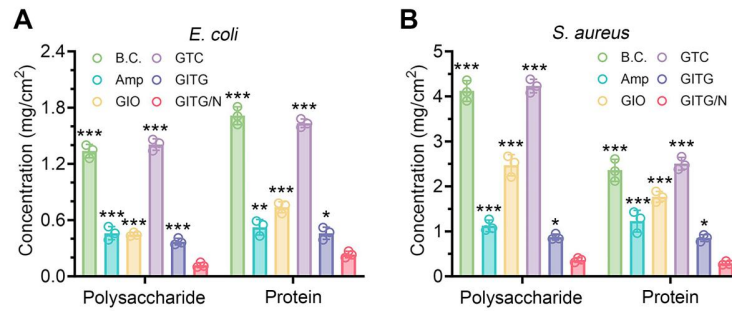 A
E. coli
Concentration (mg/cm²)
2.4
1.8
1.2
0.6
0.0
B.C.
GTC
Amp
GITG
GIO
GITG/N
***
***
***
***
***
***
**
***
***
*
Polysaccharide
Protein
B
S. aureus
Concentration (mg/cm²)
5
4
3
2
1
0
B.C.
GTC
Amp
GITG
GIO
GITG/N
***
***
***
***
*
***
***
***
***
*
Polysaccharide
Protein